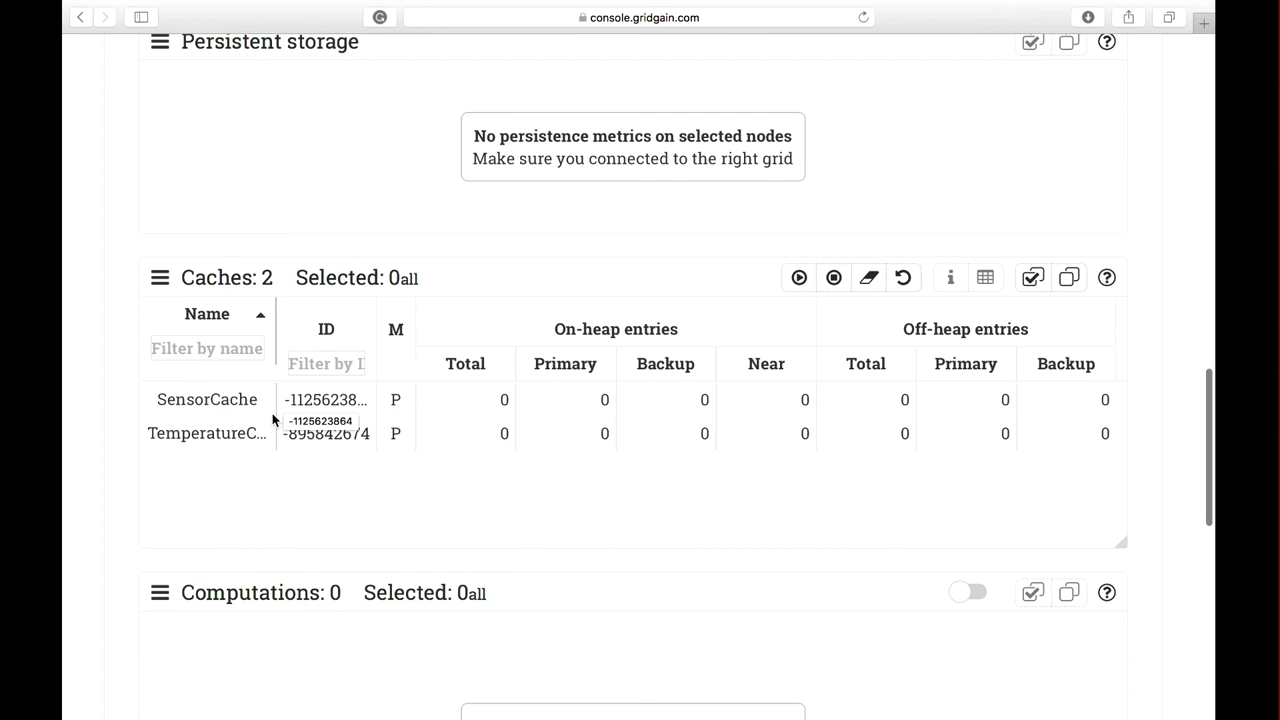 console.gridgain.com
Persistent storage
No persistence metrics on selected nodes
Make sure you connected to the right grid
Caches: 2 Selected: 0all
Name ID M On-heap entries Off-heap entries
Filter by name Filter by I
Total Primary Backup Near Total Primary Backup
SensorCache -11256238... P 0 0 0 0 0 0 0
-1125623864
TemperatureC... -895842674 P 0 0 0 0 0 0 0
Computations: 0 Selected: 0all